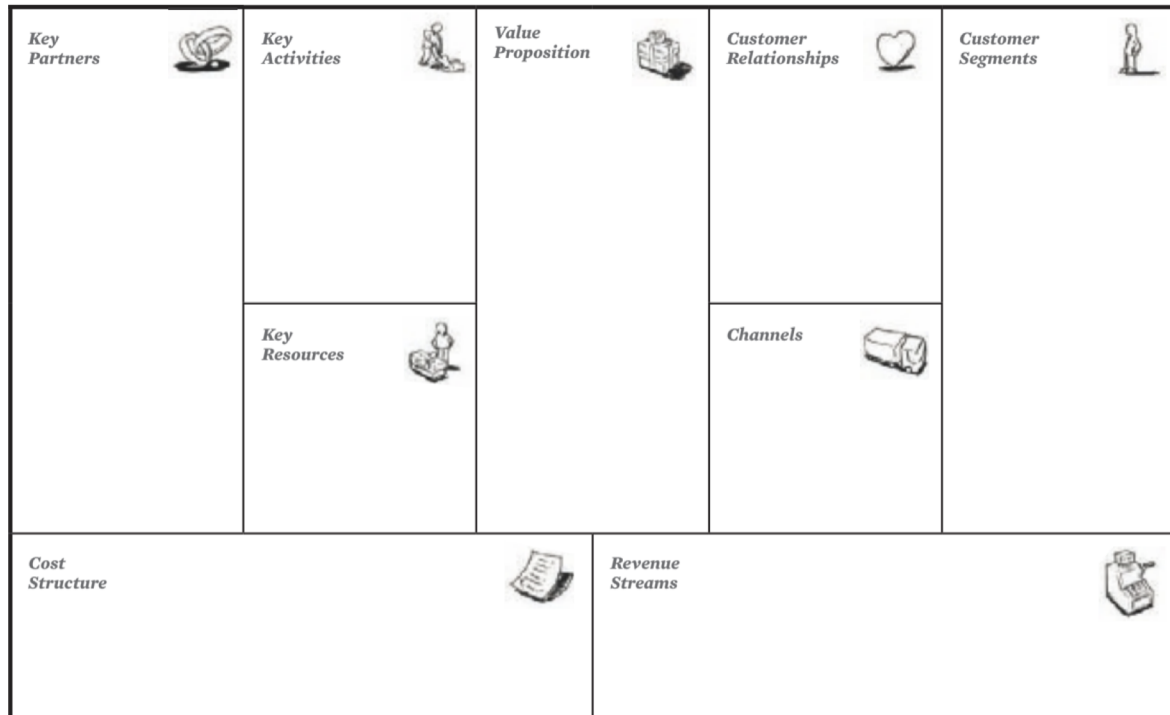 Key
Partners
Key
Activities
Value
Proposition
Customer
Relationships
Customer
Segments
Key
Resources
Channels
Cost
Structure
Revenue
Streams